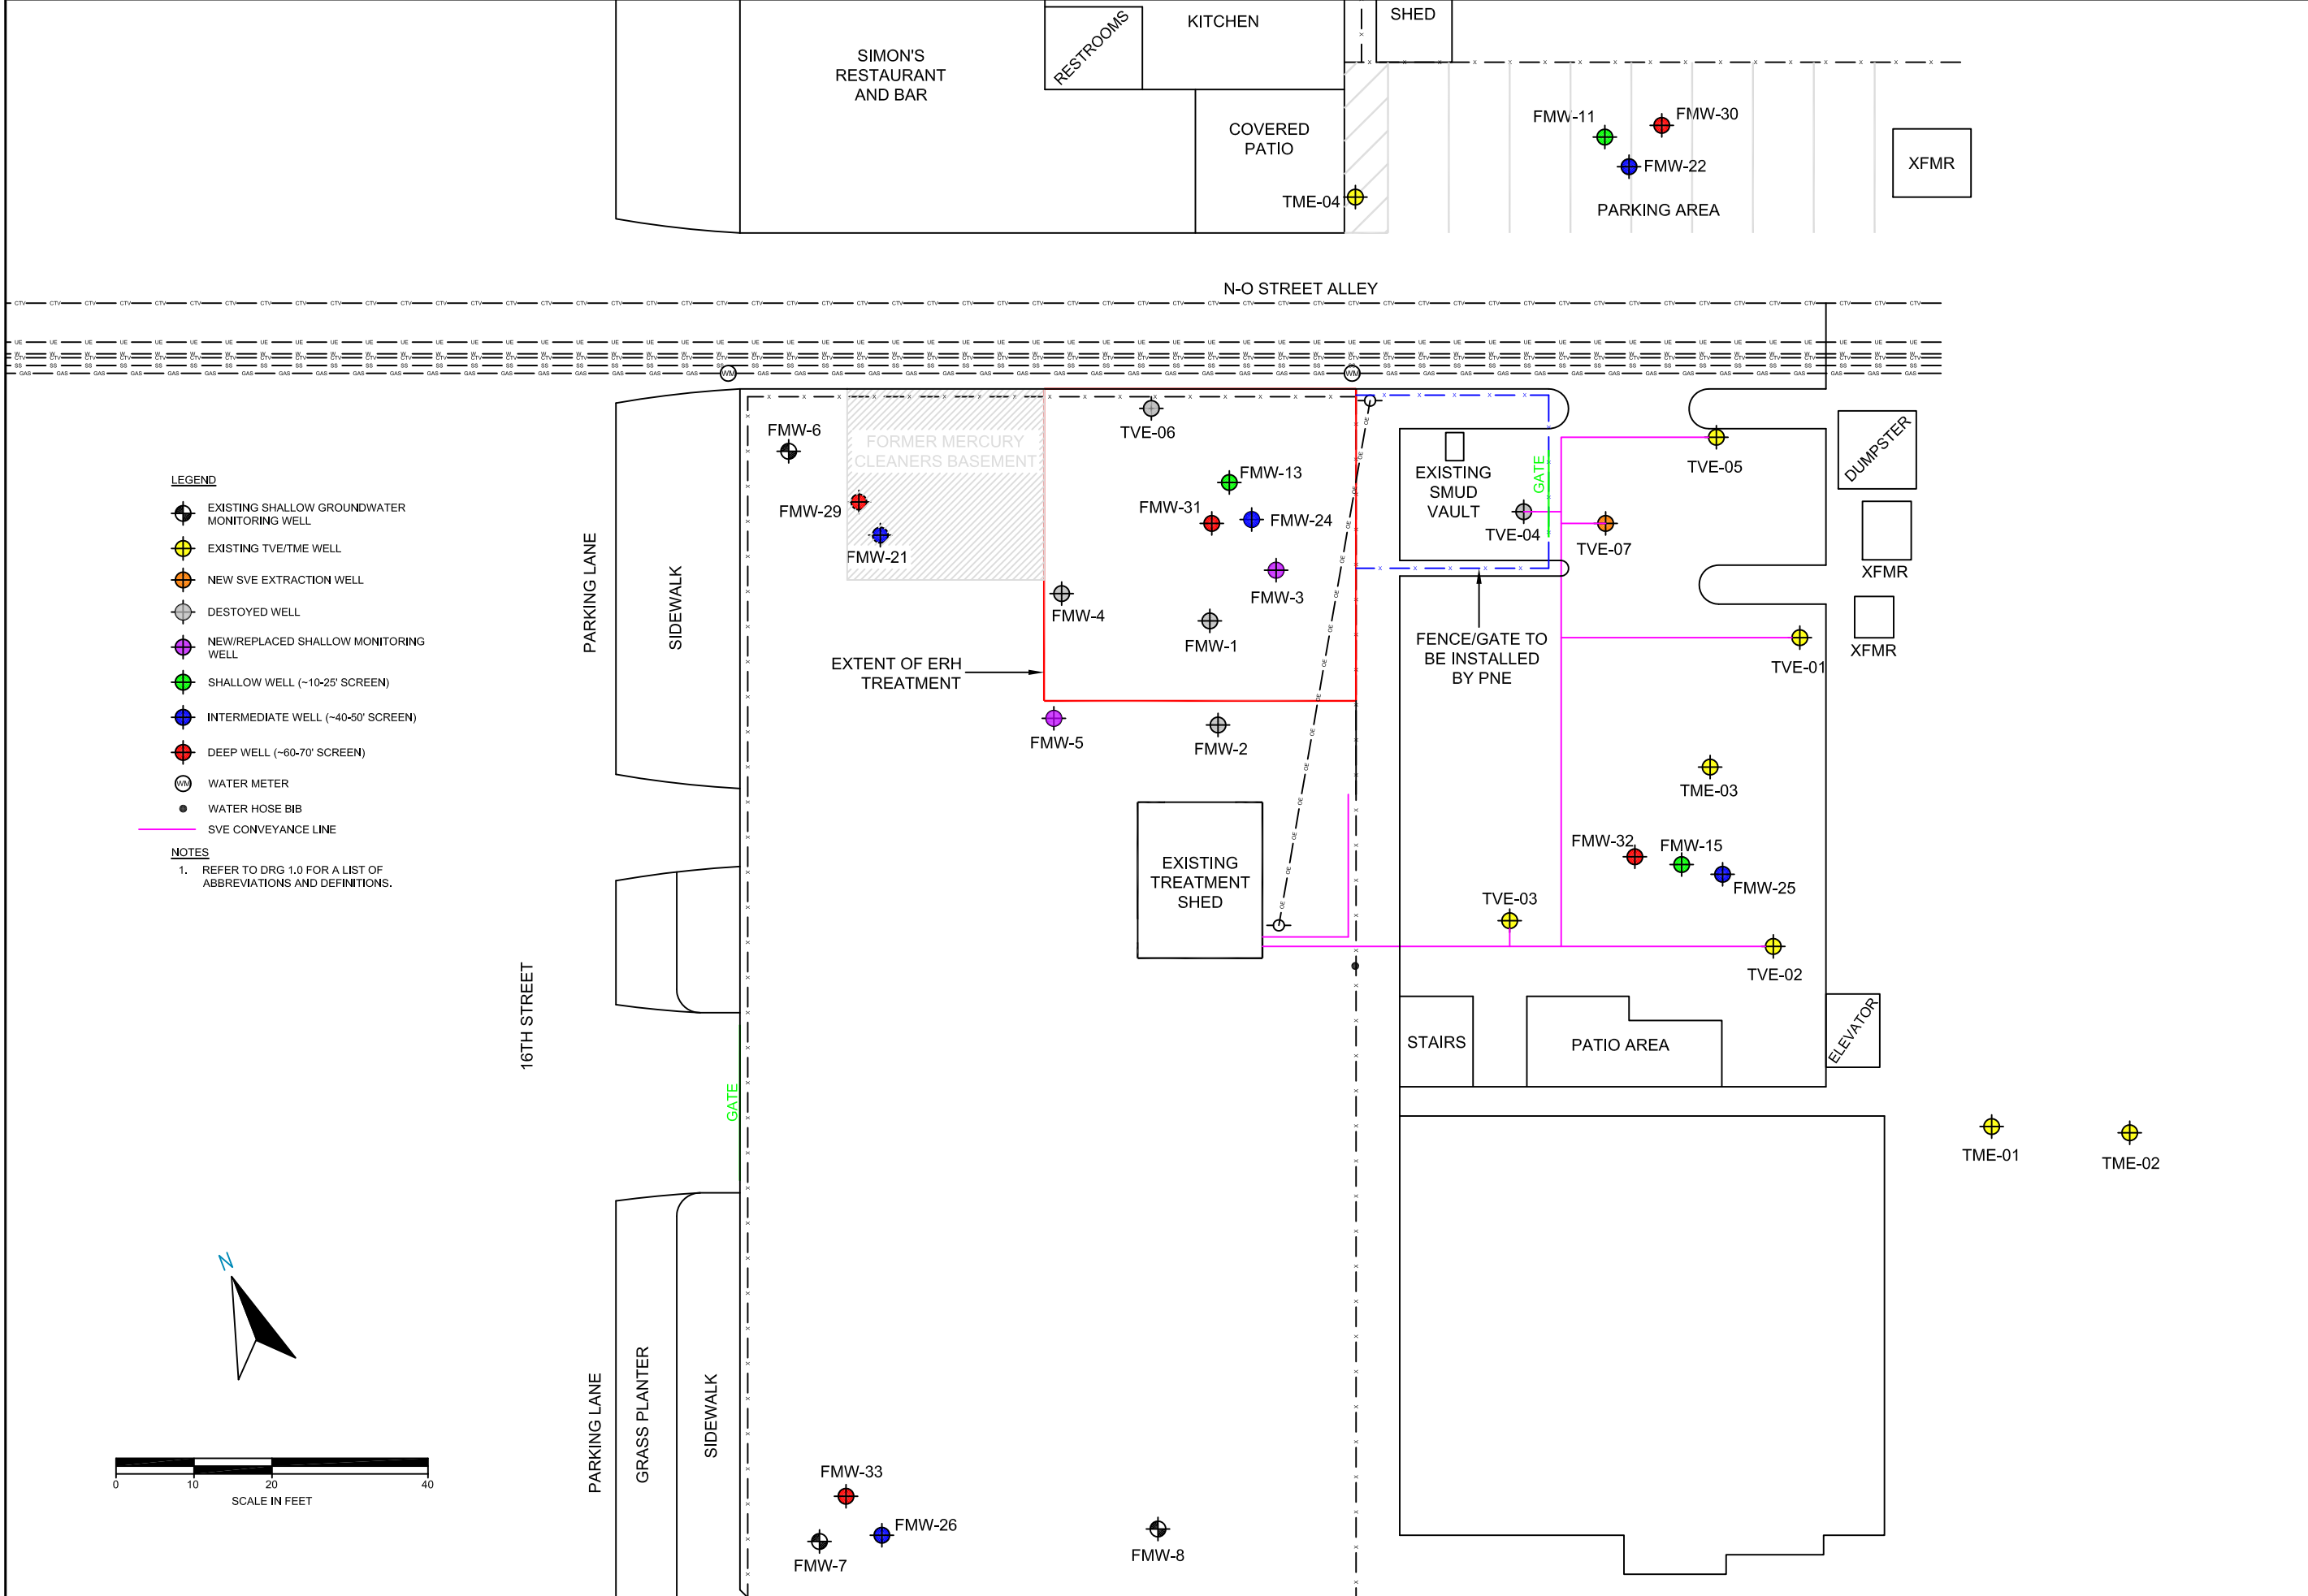 SIMON'S
RESTAURANT
AND BAR
RESTROOMS
KITCHEN
SHED
COVERED
PATIO
TME-04
FMW-11
FMW-30
FMW-22
PARKING AREA
XFMR
N-O STREET ALLEY
CTV
UE
W
CTV
SS
GAS
WM
WM
FMW-6
FORMER MERCURY
CLEANERS BASEMENT
FMW-29
FMW-21
TVE-06
FMW-13
FMW-31
FMW-24
FMW-3
FMW-4
FMW-1
EXTENT OF ERH
TREATMENT
FMW-5
FMW-2
OE
X
EXISTING
SMUD
VAULT
GATE
TVE-04
TVE-07
TVE-05
DUMPSTER
XFMR
XFMR
TVE-01
FENCE/GATE TO
BE INSTALLED
BY PNE
TME-03
FMW-32
FMW-15
FMW-25
TVE-03
TVE-02
EXISTING
TREATMENT
SHED
STAIRS
PATIO AREA
ELEVATOR
TME-01
TME-02
LEGEND
EXISTING SHALLOW GROUNDWATER
MONITORING WELL
EXISTING TVE/TME WELL
NEW SVE EXTRACTION WELL
DESTOYED WELL
NEW/REPLACED SHALLOW MONITORING
WELL
SHALLOW WELL (~10-25' SCREEN)
INTERMEDIATE WELL (~40-50' SCREEN)
DEEP WELL (~60-70' SCREEN)
WM
WATER METER
WATER HOSE BIB
SVE CONVEYANCE LINE
NOTES
1. REFER TO DRG 1.0 FOR A LIST OF
ABBREVIATIONS AND DEFINITIONS.
PARKING LANE
SIDEWALK
16TH STREET
GATE
PARKING LANE
GRASS PLANTER
SIDEWALK
N
0 10 20 40
SCALE IN FEET
FMW-33
FMW-26
FMW-7
FMW-8